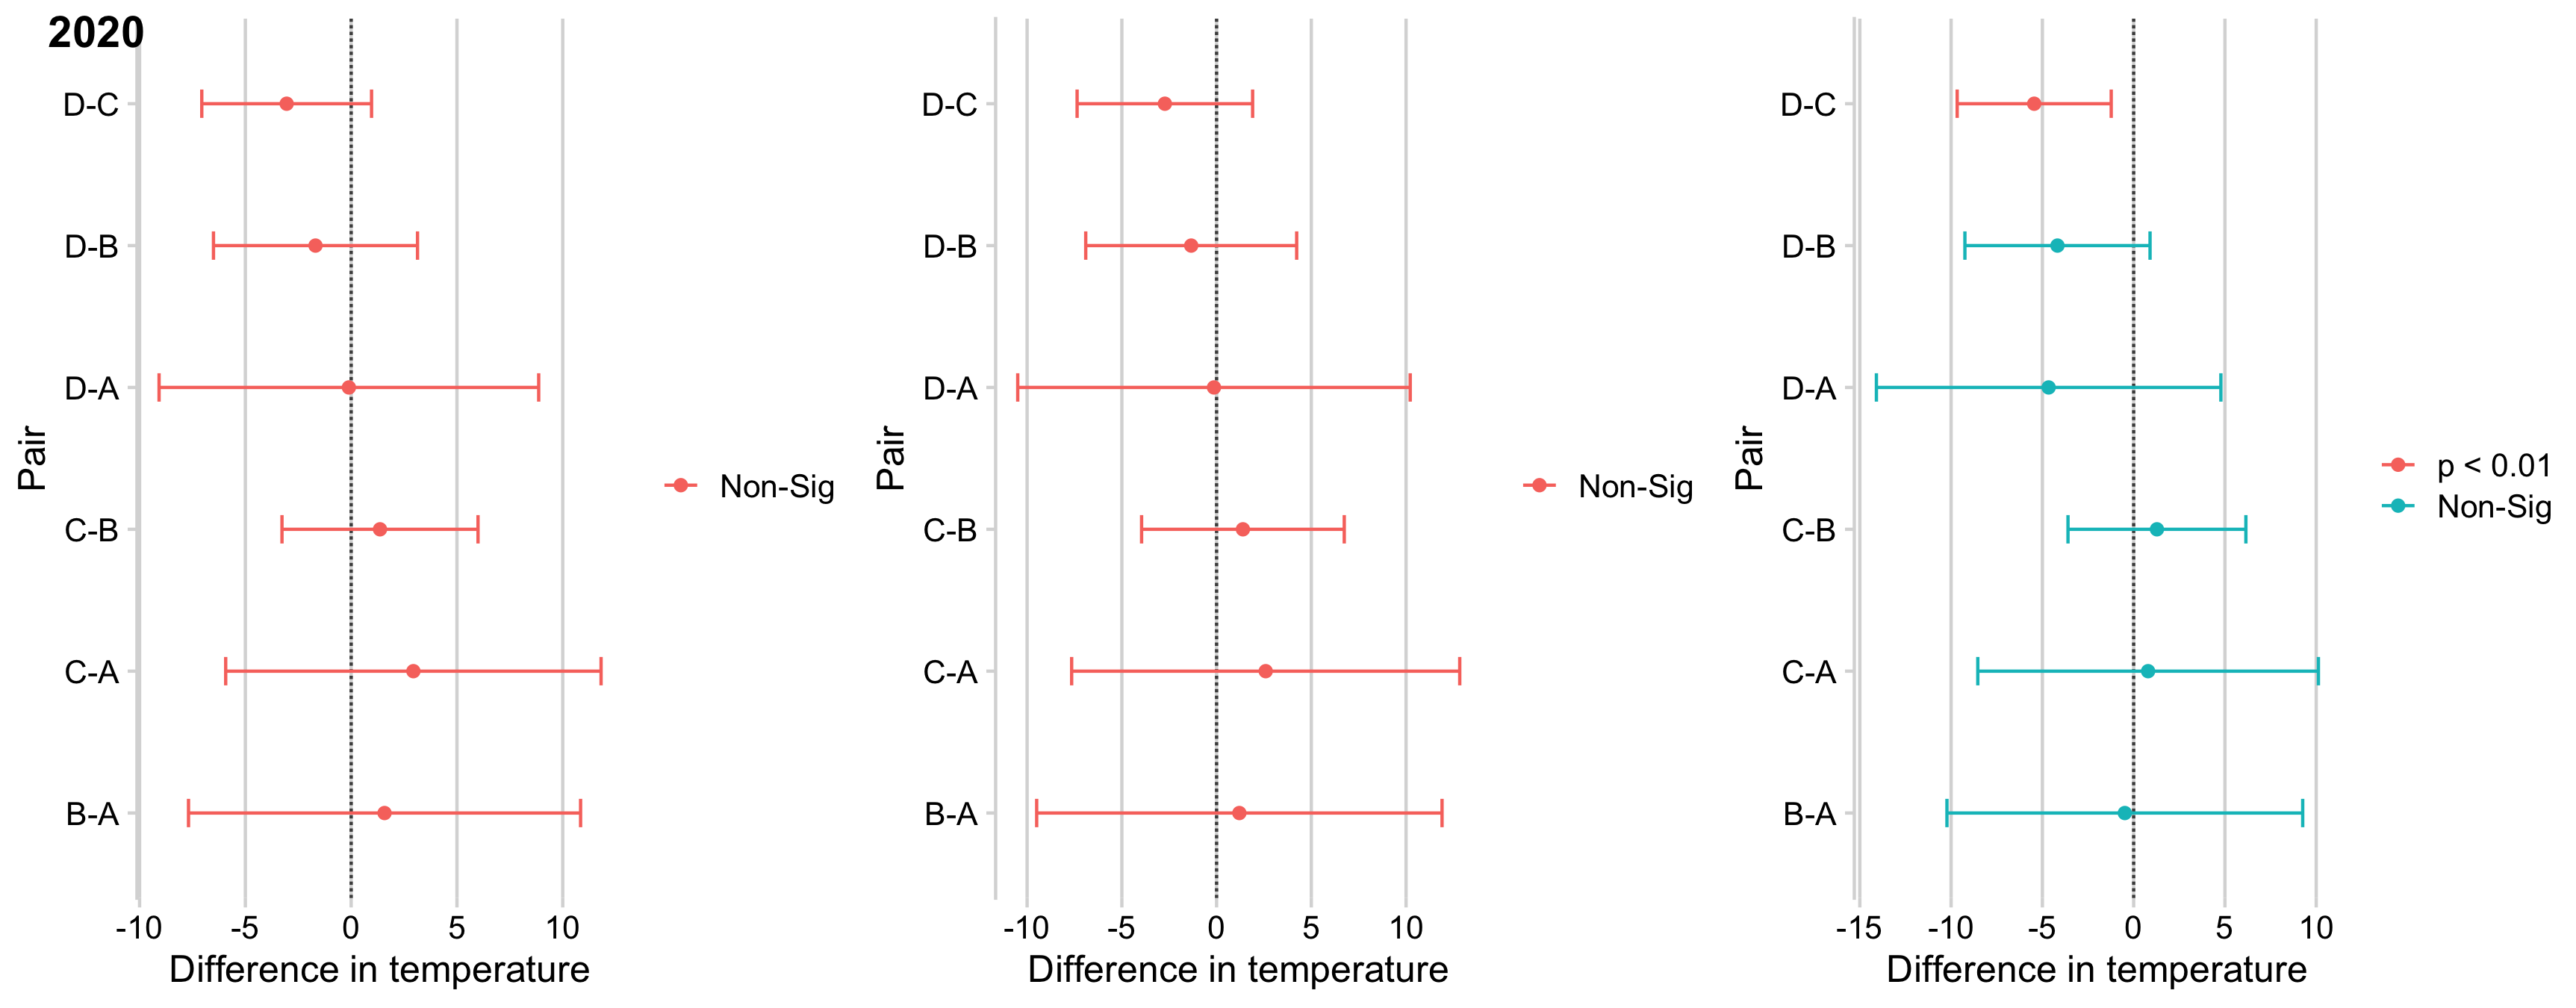 2020
D-C
D-B
D-A
C-B
C-A
B-A
Pair
-10 -5 0 5 10
Difference in temperature
Non-Sig
D-C
D-B
D-A
C-B
C-A
B-A
Pair
-10 -5 0 5 10
Difference in temperature
Non-Sig
D-C
D-B
D-A
C-B
C-A
B-A
Pair
-15 -10 -5 0 5 10
Difference in temperature
p < 0.01
Non-Sig